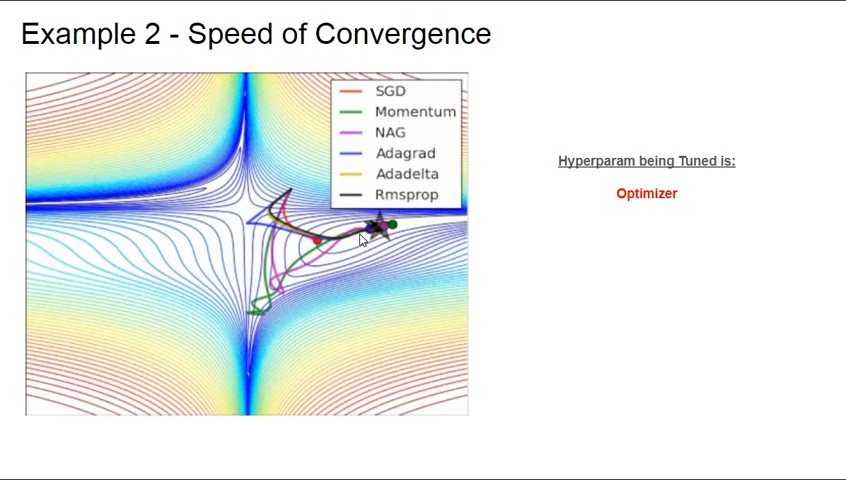 Example 2 - Speed of Convergence
SGD
Momentum
NAG
Adagrad
Adadelta
Rmsprop
Hyperparam being Tuned is:
Optimizer